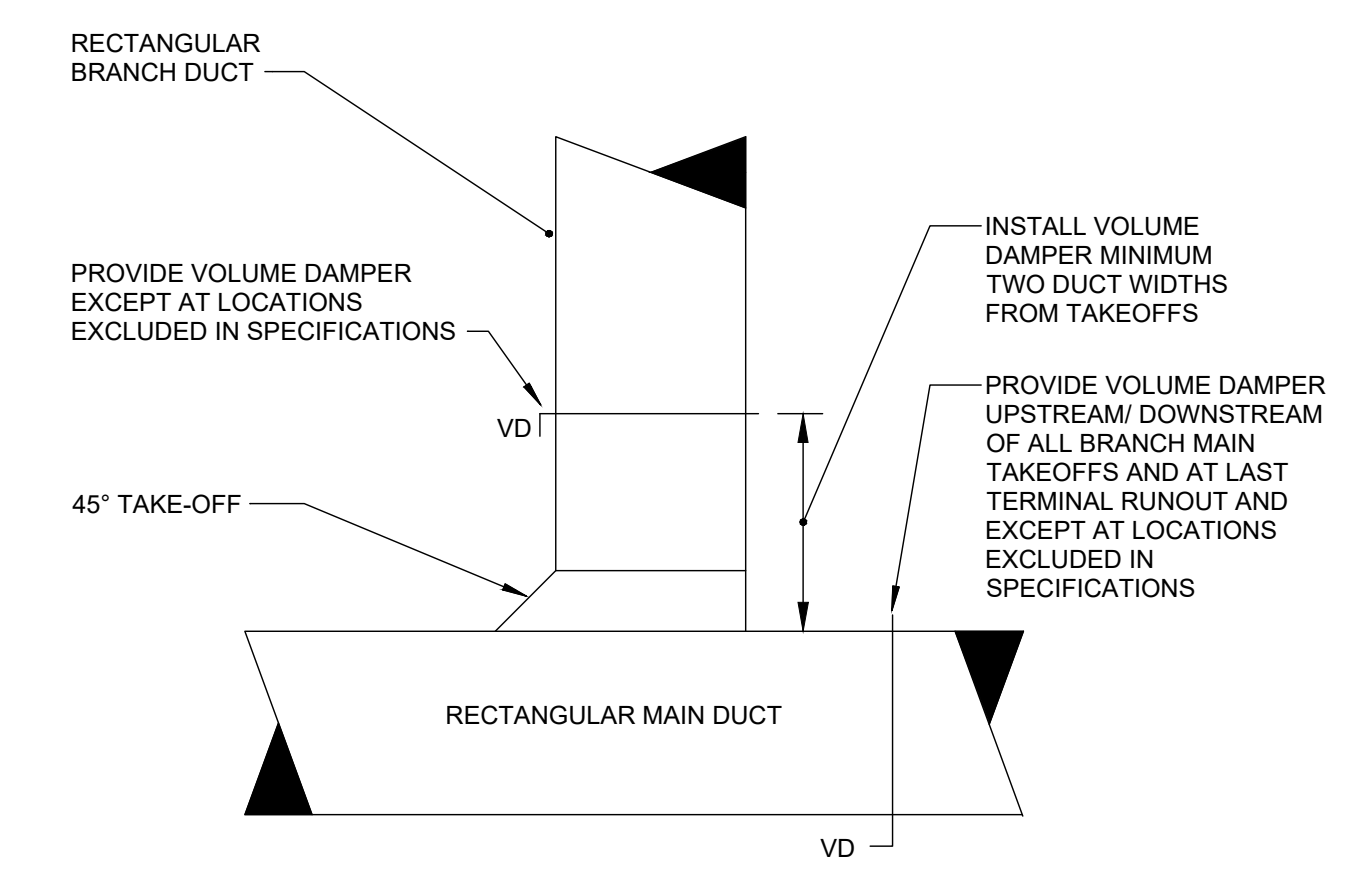 RECTANGULAR
BRANCH DUCT
PROVIDE VOLUME DAMPER
EXCEPT AT LOCATIONS
EXCLUDED IN SPECIFICATIONS
VD
45° TAKE-OFF
INSTALL VOLUME
DAMPER MINIMUM
TWO DUCT WIDTHS
FROM TAKEOFFS
PROVIDE VOLUME DAMPER
UPSTREAM/ DOWNSTREAM
OF ALL BRANCH MAIN
TAKEOFFS AND AT LAST
TERMINAL RUNOUT AND
EXCEPT AT LOCATIONS
EXCLUDED IN
SPECIFICATIONS
RECTANGULAR MAIN DUCT
VD